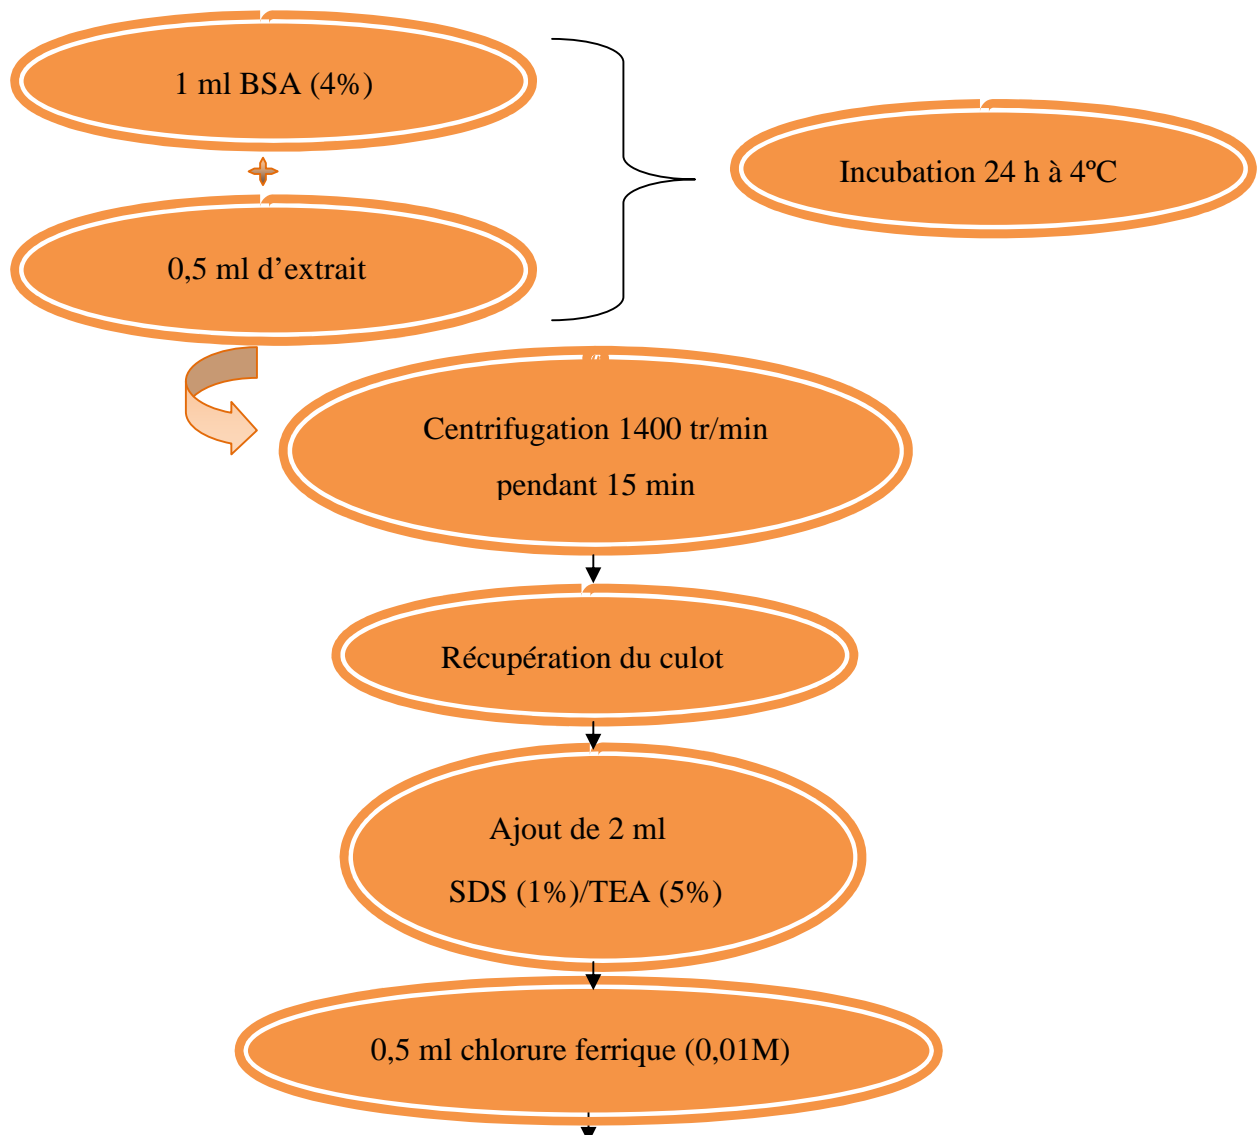 1 ml BSA (4%)
0,5 ml d’extrait
Incubation 24 h à 4ºC
Centrifugation 1400 tr/min
pendant 15 min
Récupération du culot
Ajout de 2 ml
SDS (1%)/TEA (5%)
0,5 ml chlorure ferrique (0,01M)